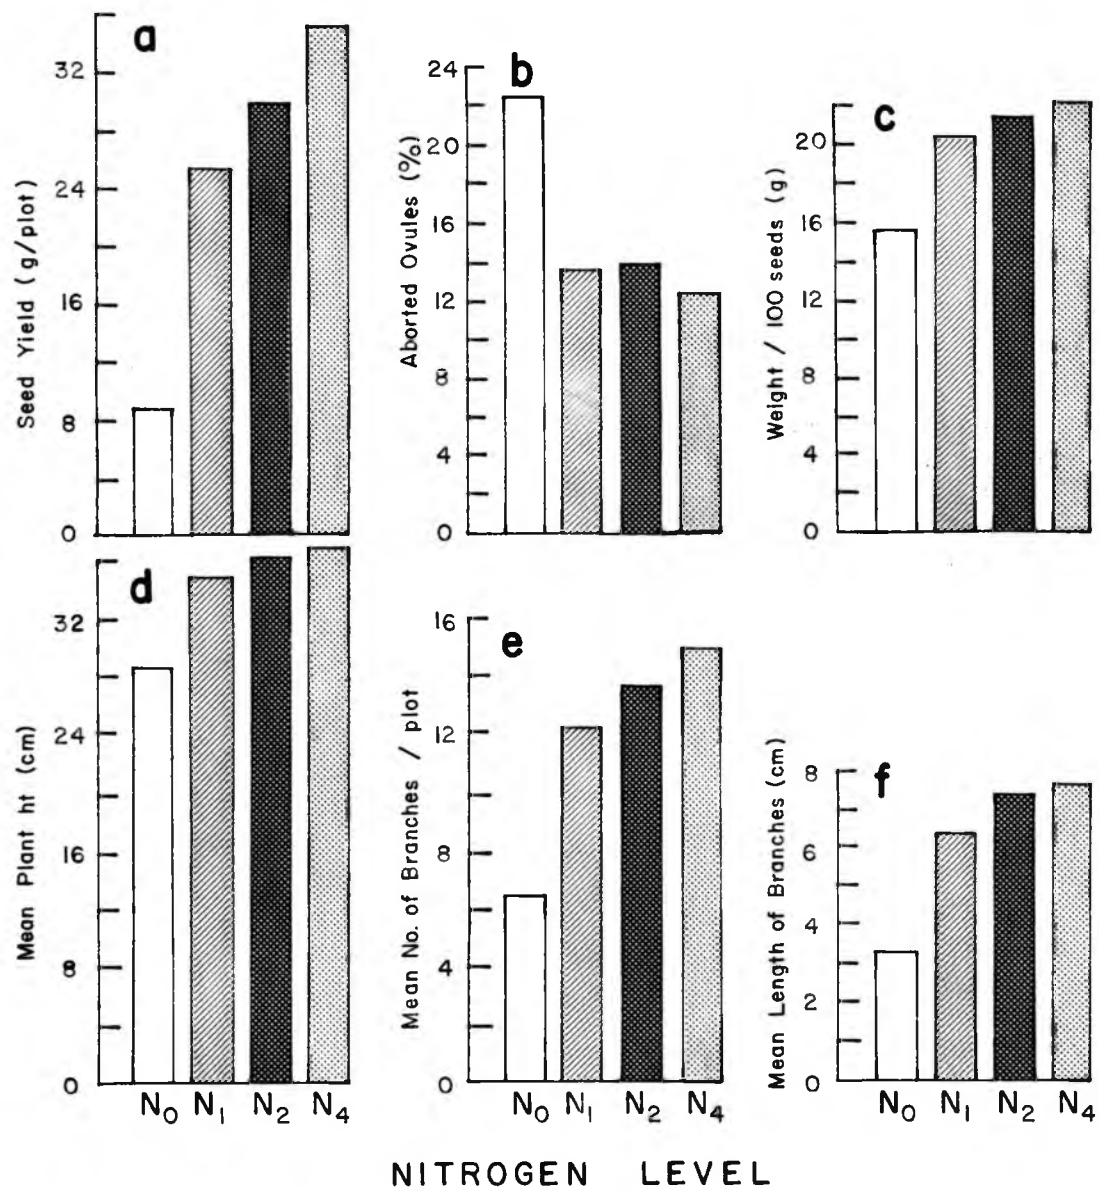 a
Seed Yield (g/plot)
32
24
16
8
0
b
Aborted Ovules (%)
24
20
16
12
8
4
0
c
Weight / 100 seeds (g)
20
16
12
8
4
0
d
Mean Plant ht (cm)
32
24
16
8
0
N₀ N₁ N₂ N₄
e
Mean No. of Branches / plot
16
12
8
4
0
N₀ N₁ N₂ N₄
f
Mean Length of Branches (cm)
8
6
4
2
0
N₀ N₁ N₂ N₄
NITROGEN LEVEL